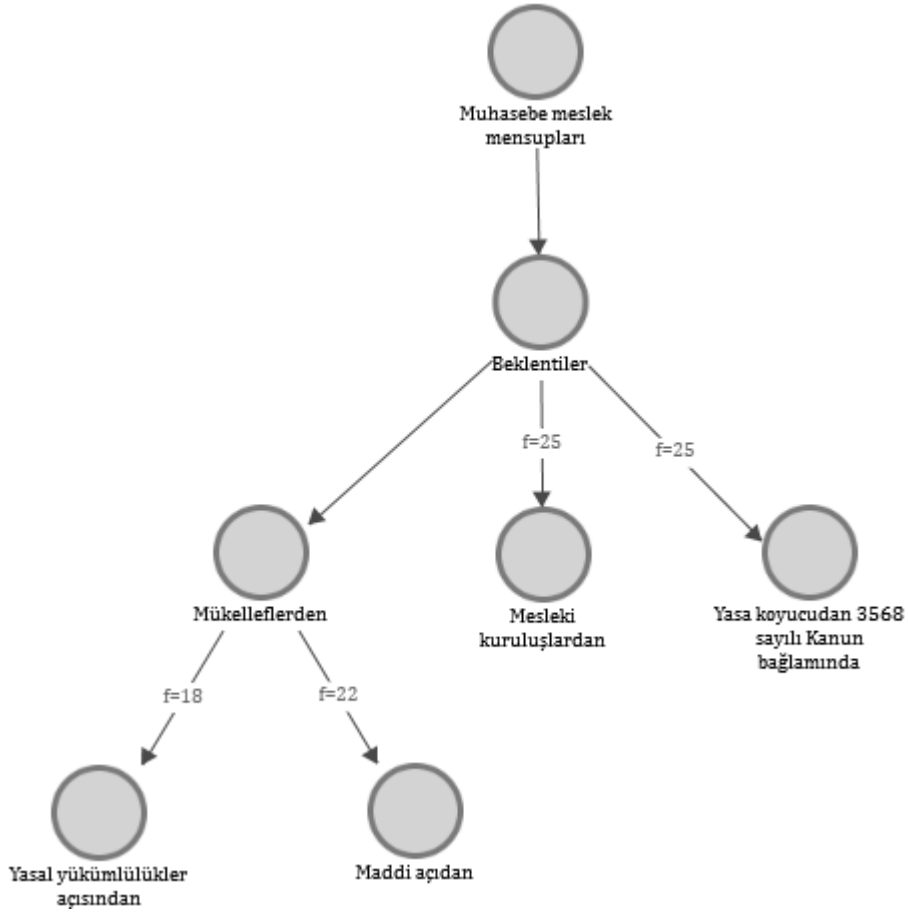 Muhasebe meslek
mensupları
Beklentiler
f=25
f=25
Mükelleflerden
Mesleki
kuruluşlardan
Yasa koyucudan 3568
sayılı Kanun
bağlamında
f=18
f=22
Yasal yükümlülükler
açısından
Maddi açıdan